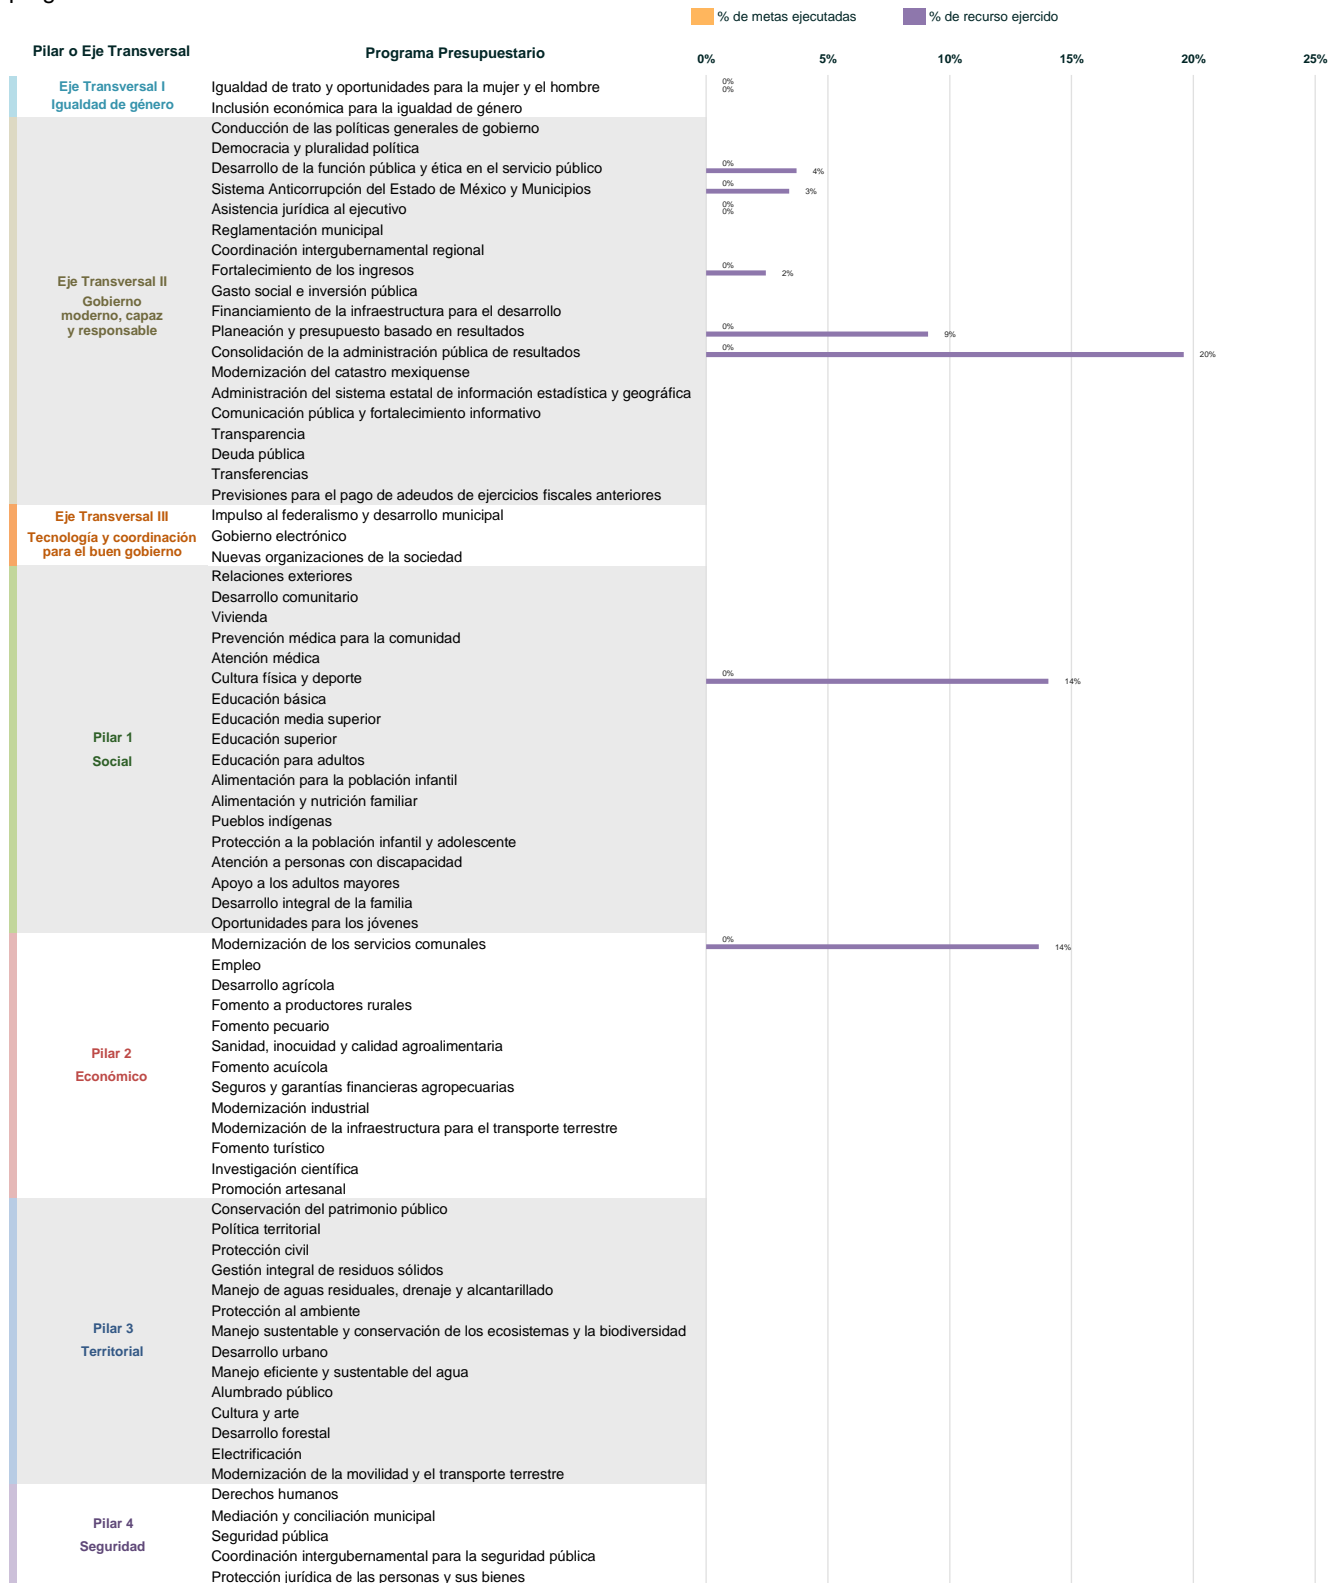 % de metas ejecutadas % de recurso ejercido
Pilar o Eje Transversal Programa Presupuestario 0% 5% 10% 15% 20% 25%
Eje Transversal I
Igualdad de género
Igualdad de trato y oportunidades para la mujer y el hombre 0% 0%
Inclusión económica para la igualdad de género
Eje Transversal II
Gobierno
moderno, capaz
y responsable
Conducción de las políticas generales de gobierno
Democracia y pluralidad política
Desarrollo de la función pública y ética en el servicio público 0% 4%
Sistema Anticorrupción del Estado de México y Municipios 0% 3%
Asistencia jurídica al ejecutivo 0% 0%
Reglamentación municipal
Coordinación intergubernamental regional
Fortalecimiento de los ingresos 0% 2%
Gasto social e inversión pública
Financiamiento de la infraestructura para el desarrollo
Planeación y presupuesto basado en resultados 0% 9%
Consolidación de la administración pública de resultados 0% 20%
Modernización del catastro mexiquense
Administración del sistema estatal de información estadística y geográfica
Comunicación pública y fortalecimiento informativo
Transparencia
Deuda pública
Transferencias
Previsiones para el pago de adeudos de ejercicios fiscales anteriores
Eje Transversal III
Tecnología y coordinación
para el buen gobierno
Impulso al federalismo y desarrollo municipal
Gobierno electrónico
Nuevas organizaciones de la sociedad
Pilar 1
Social
Relaciones exteriores
Desarrollo comunitario
Vivienda
Prevención médica para la comunidad
Atención médica
Cultura física y deporte 0% 14%
Educación básica
Educación media superior
Educación superior
Educación para adultos
Alimentación para la población infantil
Alimentación y nutrición familiar
Pueblos indígenas
Protección a la población infantil y adolescente
Atención a personas con discapacidad
Apoyo a los adultos mayores
Desarrollo integral de la familia
Oportunidades para los jóvenes
Pilar 2
Económico
Modernización de los servicios comunales 0% 14%
Empleo
Desarrollo agrícola
Fomento a productores rurales
Fomento pecuario
Sanidad, inocuidad y calidad agroalimentaria
Fomento acuícola
Seguros y garantías financieras agropecuarias
Modernización industrial
Modernización de la infraestructura para el transporte terrestre
Fomento turístico
Investigación científica
Promoción artesanal
Pilar 3
Territorial
Conservación del patrimonio público
Política territorial
Protección civil
Gestión integral de residuos sólidos
Manejo de aguas residuales, drenaje y alcantarillado
Protección al ambiente
Manejo sustentable y conservación de los ecosistemas y la biodiversidad
Desarrollo urbano
Manejo eficiente y sustentable del agua
Alumbrado público
Cultura y arte
Desarrollo forestal
Electrificación
Modernización de la movilidad y el transporte terrestre
Pilar 4
Seguridad
Derechos humanos
Mediación y conciliación municipal
Seguridad pública
Coordinación intergubernamental para la seguridad pública
Protección jurídica de las personas y sus bienes